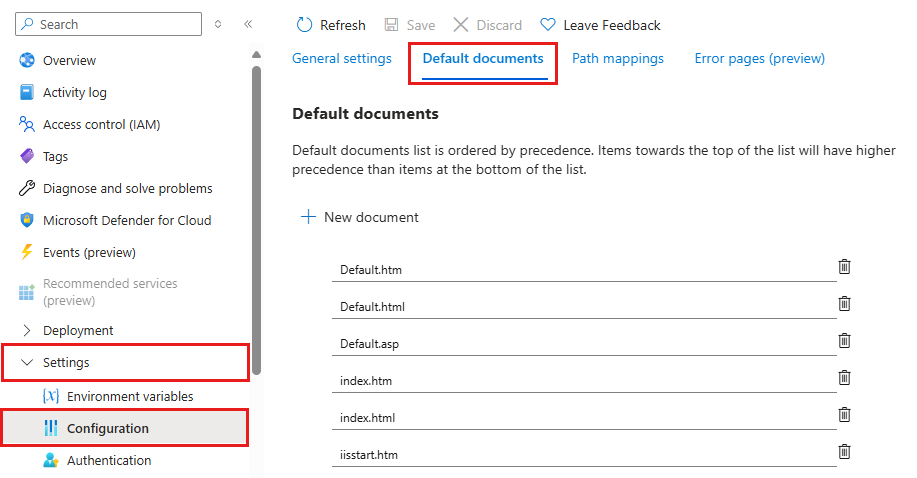 Search
Overview
Activity log
Access control (IAM)
Tags
Diagnose and solve problems
Microsoft Defender for Cloud
Events (preview)
Recommended services
(preview)
Deployment
Settings
{x} Environment variables
Configuration
Authentication
Refresh Save Discard Leave Feedback
General settings Default documents Path mappings Error pages (preview)
Default documents
Default documents list is ordered by precedence. Items towards the top of the list will have higher
precedence than items at the bottom of the list.
New document
Default.htm
Default.html
Default.asp
index.htm
index.html
iisstart.htm